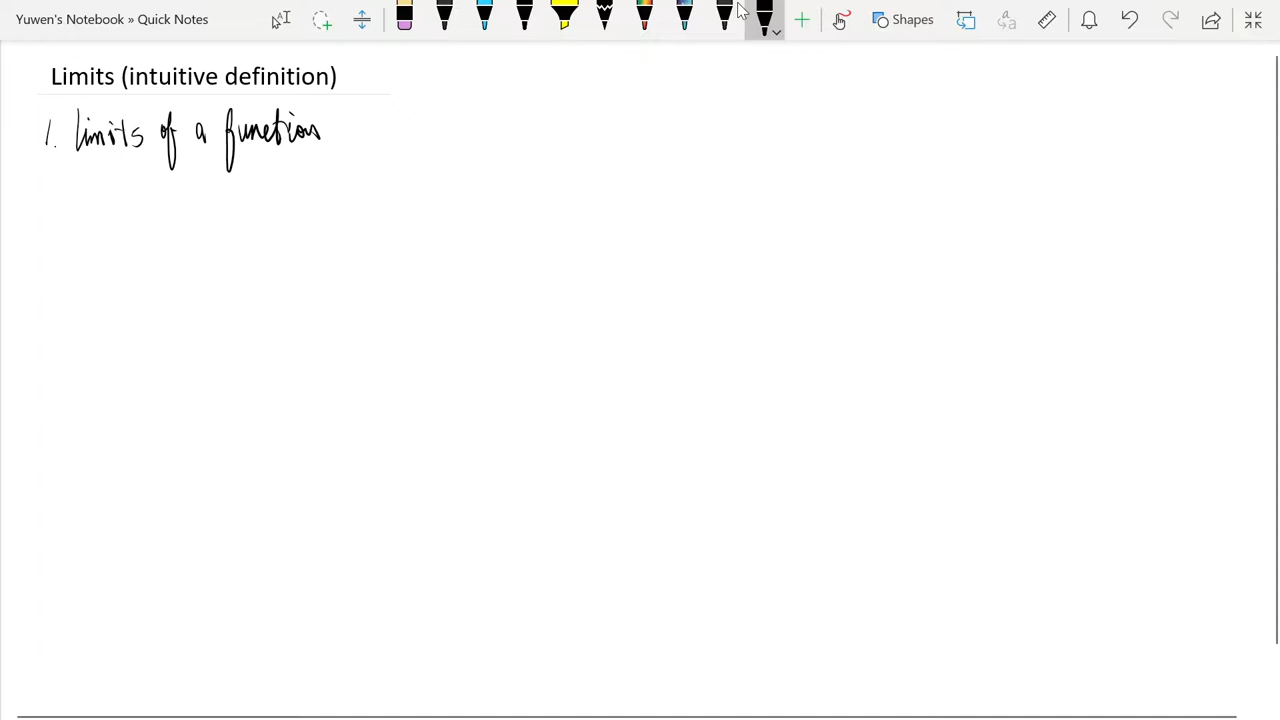 Yuwen's Notebook » Quick Notes
Shapes
Limits (intuitive definition)
1. Limits of a function